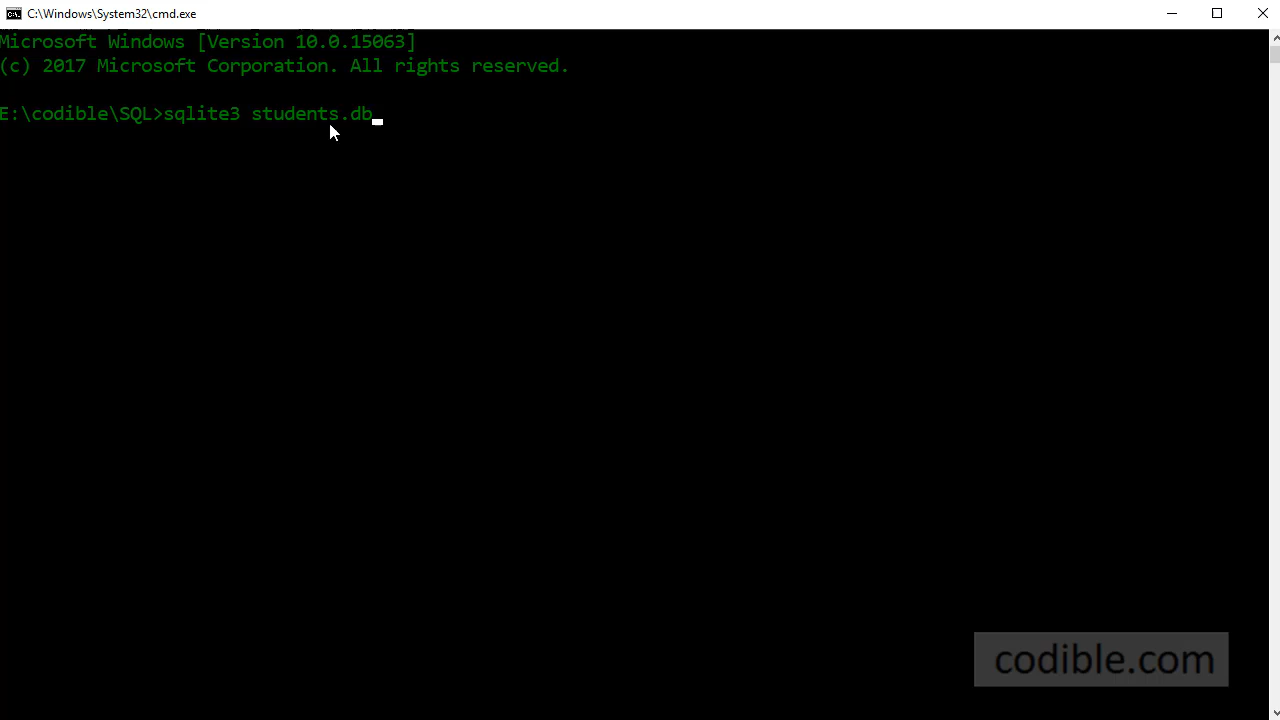 C:\Windows\System32\cmd.exe
Microsoft Windows [Version 10.0.15063]
(c) 2017 Microsoft Corporation. All rights reserved.
E:\codible\SQL>sqlite3 students.db
codible.com